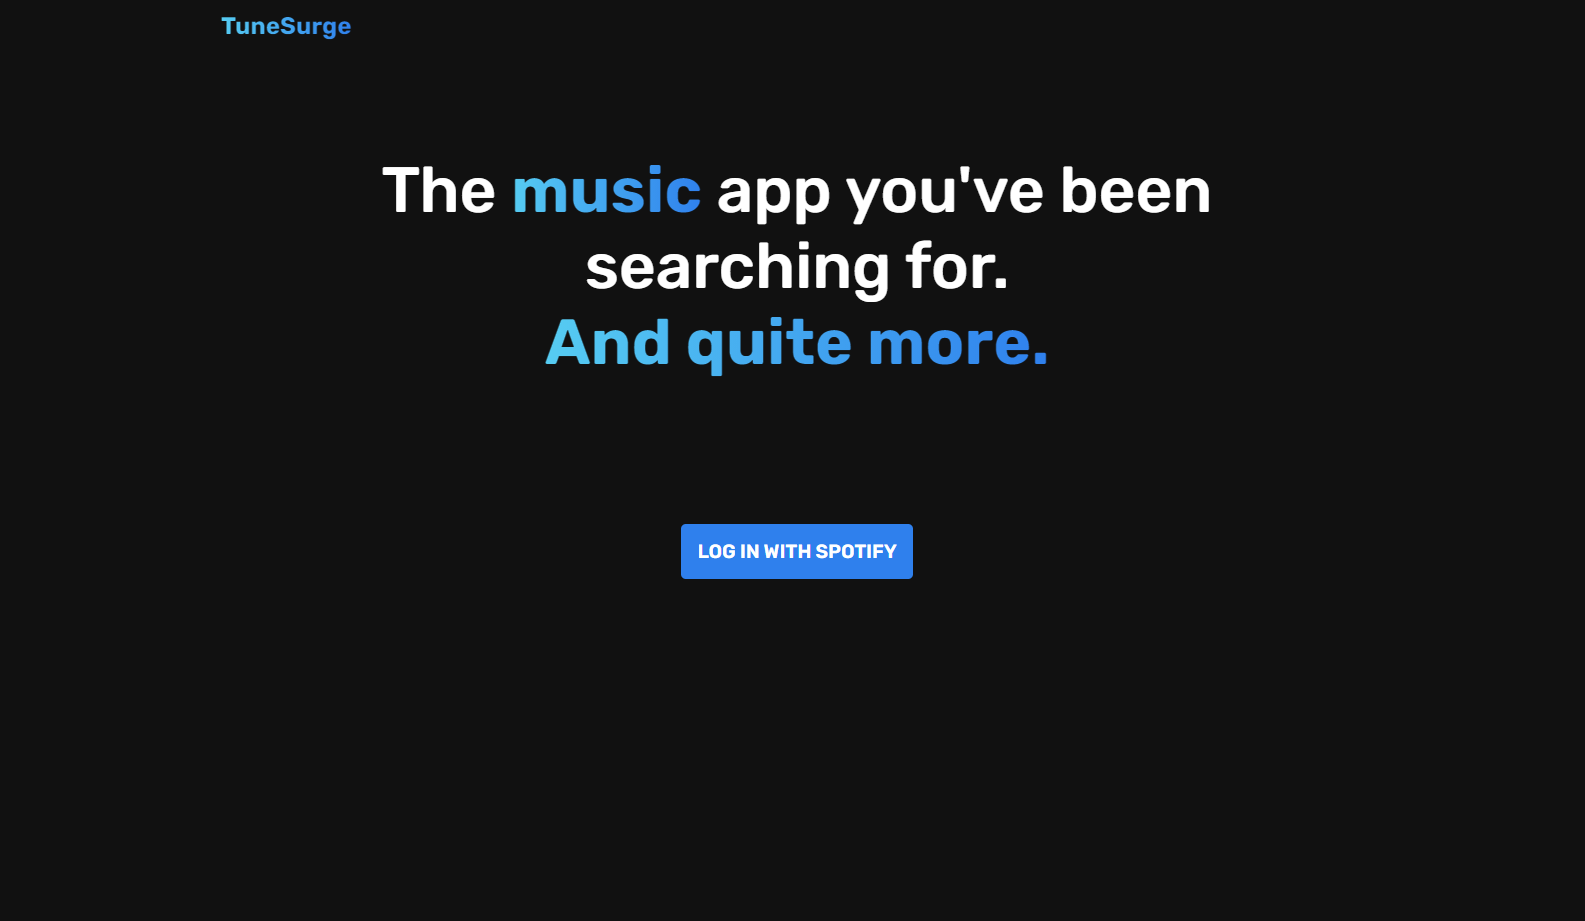 TuneSurge
The music app you've been
searching for.
And quite more.
LOG IN WITH SPOTIFY